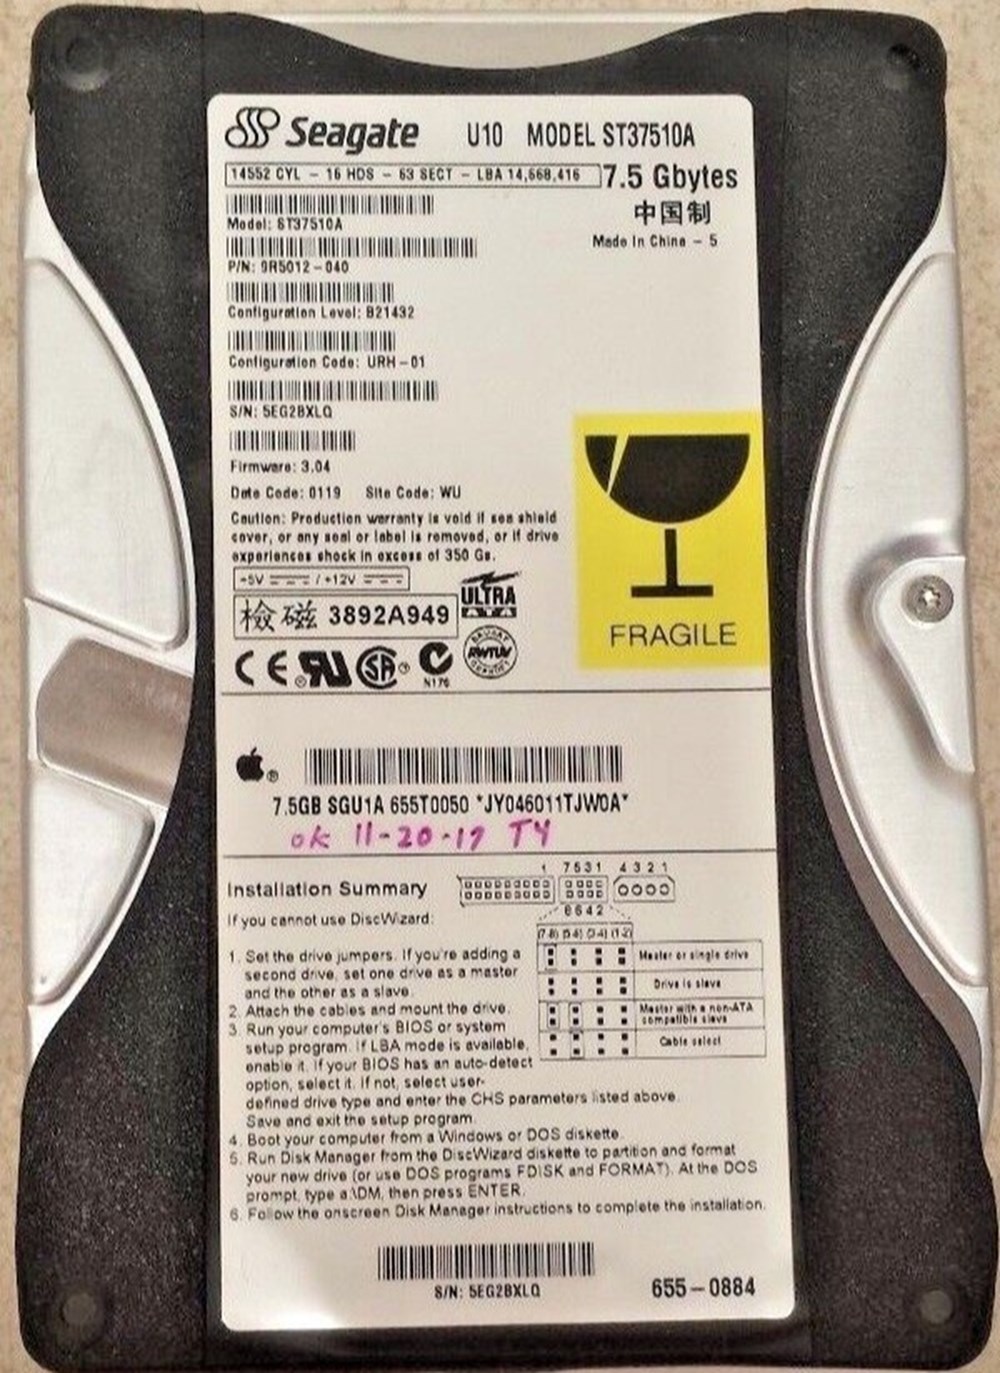 Seagate U10 MODEL ST37510A
14552 CYL - 16 HDS - 63 SECT - LBA 14,668,416
7.5 Gbytes
中国制
Made In China - 5
Model: ST37510A
P/N: 9R5012-040
Configuration Level: B21432
Configuration Code: URH-01
S/N: 5EG2BXLQ
Firmware: 3.04
Date Code: 0119 Site Code: WU
Caution: Production warranty is void if sea shield
cover, or any seal or label is removed, or if drive
experiences shock in excess of 350 Gs.
+5V / +12V
ULTRA
ATA
檢磁 3892A949
CE ® SA ®
N176
RWTUV
FRAGILE
®
7.5GB SGU1A 655T0050 *JY046011TJW0A*
ok 11-20-17 TY
Installation Summary
1 7531 4321
8642
If you cannot use DiscWizard:
(7-8) (5-6) (3-4) (1-2)
Master or single drive
Drive is slave
Master with a non-ATA
compatible slave
Cable select
1. Set the drive jumpers. If you're adding a
second drive, set one drive as a master
and the other as a slave.
2. Attach the cables and mount the drive.
3. Run your computer's BIOS or system
setup program. If LBA mode is available,
enable it. If your BIOS has an auto-detect
option, select it. If not, select user-
defined drive type and enter the CHS parameters listed above.
Save and exit the setup program.
4. Boot your computer from a Windows or DOS diskette.
5. Run Disk Manager from the DiscWizard diskette to partition and format
your new drive (or use DOS programs FDISK and FORMAT). At the DOS
prompt, type a:\DM, then press ENTER.
6. Follow the onscreen Disk Manager instructions to complete the installation.
S/N: 5EG2BXLQ
655-0884